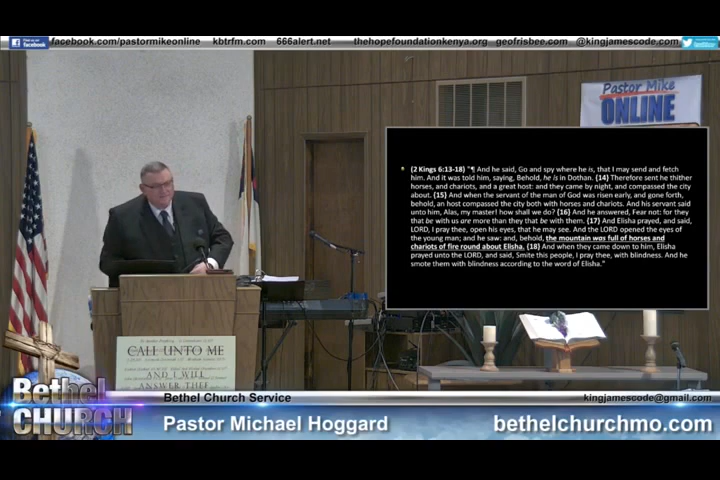 facebook.com/pastormikeonline kbtrfm.com 666alert.net thehopefoundationkenya.org geofrisbee.com @kingjamescode.com
Find us on
facebook
twitter
Pastor Mike
ONLINE
(2 Kings 6:13-18) "¶ And he said, Go and spy where he is, that I may send and fetch
him. And it was told him, saying, Behold, he is in Dothan. {14} Therefore sent he thither
horses, and chariots, and a great host: and they came by night, and compassed the city
about. {15} And when the servant of the man of God was risen early, and gone forth,
behold, an host compassed the city both with horses and chariots. And his servant said
unto him, Alas, my master! how shall we do? {16} And he answered, Fear not: for they
that be with us are more than they that be with them. {17} And Elisha prayed, and said,
LORD, I pray thee, open his eyes, that he may see. And the LORD opened the eyes of
the young man; and he saw: and, behold, the mountain was full of horses and
chariots of fire round about Elisha. {18} And when they came down to him, Elisha
prayed unto the LORD, and said, Smite this people, I pray thee, with blindness. And he
smote them with blindness according to the word of Elisha."
CALL UNTO ME
AND I WILL
ANSWER THEE
Bethel
CHURCH
Bethel Church Service
kingjamescode@gmail.com
Pastor Michael Hoggard
bethelchurchmo.com